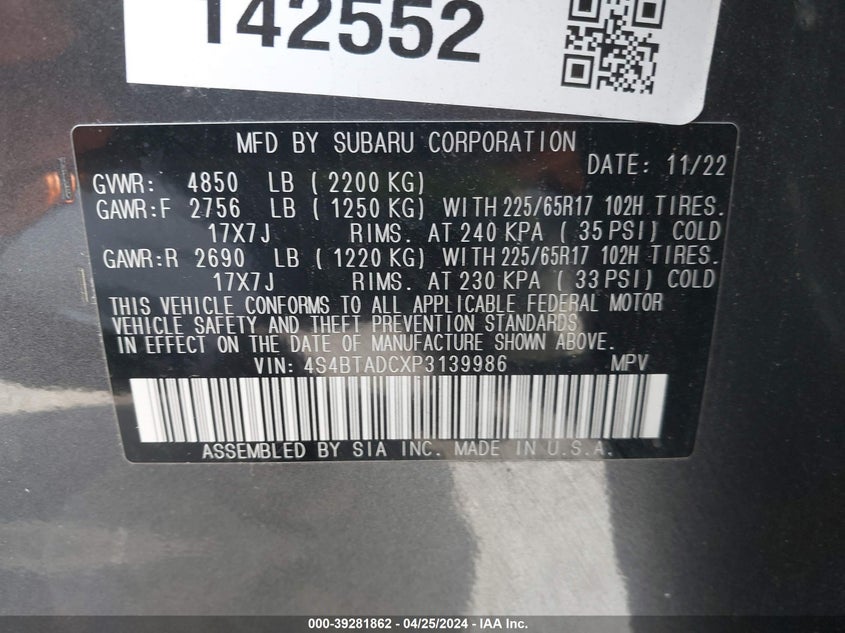 142552
MFD BY SUBARU CORPORATION
DATE: 11/22
GVWR: 4850 LB ( 2200 KG)
GAWR:F 2756 LB ( 1250 KG) WITH 225/65R17 102H TIRES.
17X7J RIMS. AT 240 KPA ( 35 PSI) COLD
GAWR:R 2690 LB ( 1220 KG) WITH 225/65R17 102H TIRES.
17X7J RIMS. AT 230 KPA ( 33 PSI) COLD
THIS VEHICLE CONFORMS TO ALL APPLICABLE FEDERAL MOTOR
VEHICLE SAFETY AND THEFT PREVENTION STANDARDS
IN EFFECT ON THE DATE OF MANUFACTURE SHOWN ABOVE.
VIN: 4S4BTADCXP3139986 MPV
ASSEMBLED BY SIA INC. MADE IN U.S.A.
000-39281862 - 04/25/2024 - IAAI Inc.